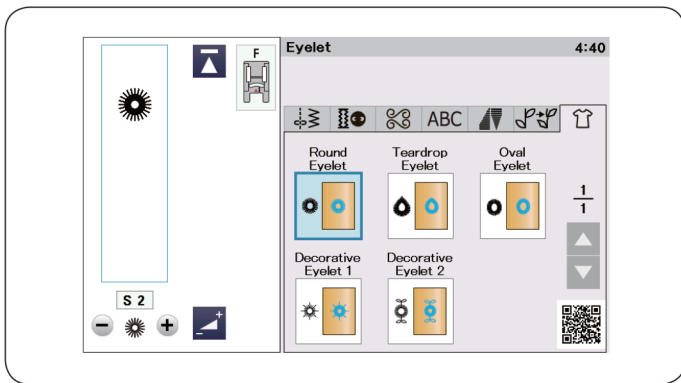 F
Eyelet 4:40
ABC
Round Eyelet
Teardrop Eyelet
Oval Eyelet
1
1
Decorative Eyelet 1
Decorative Eyelet 2
S 2